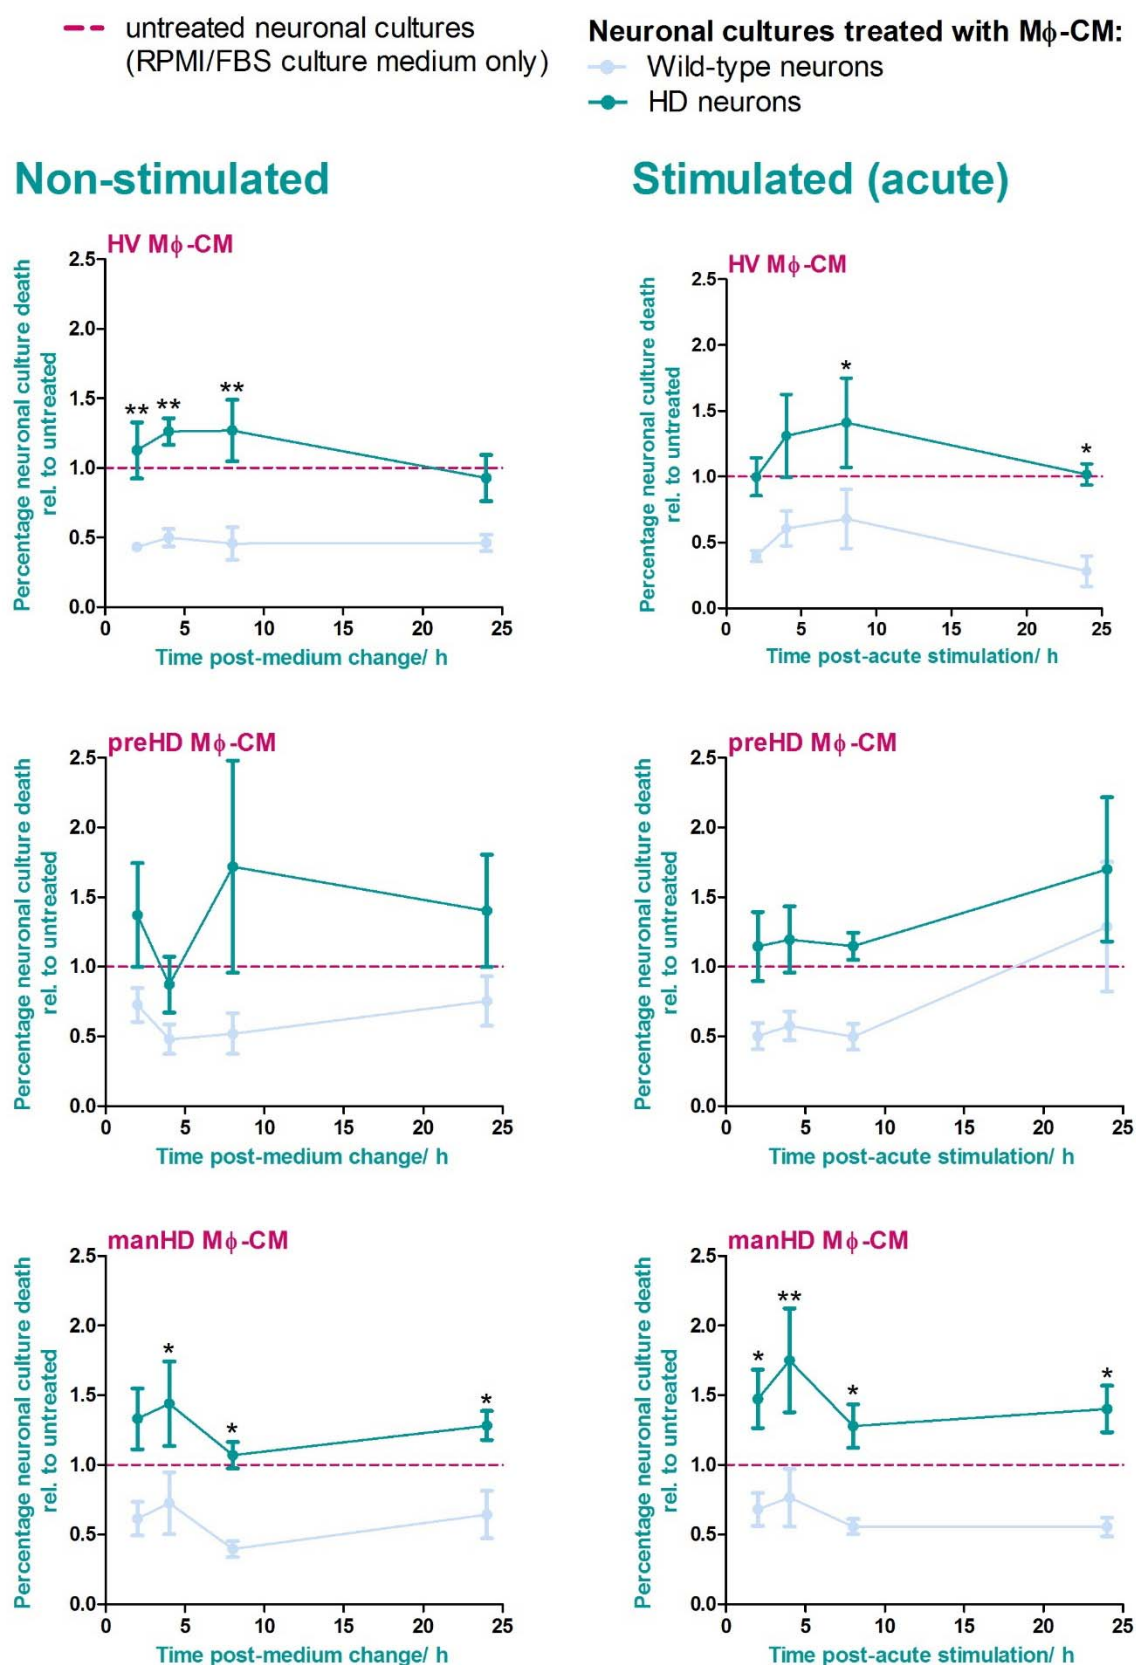 untreated neuronal cultures
(RPMI/FBS culture medium only)
Neuronal cultures treated with Mϕ-CM:
Wild-type neurons
HD neurons
Non-stimulated
Stimulated (acute)
HV Mϕ-CM
Percentage neuronal culture death
rel. to untreated
2.5
2.0
1.5
1.0
0.5
0.0
** ** **
0 5 10 15 20 25
Time post-medium change/ h
HV Mϕ-CM
Percentage neuronal culture death
rel. to untreated
2.5
2.0
1.5
1.0
0.5
0.0
* *
0 5 10 15 20 25
Time post-acute stimulation/ h
preHD Mϕ-CM
Percentage neuronal culture death
rel. to untreated
2.5
2.0
1.5
1.0
0.5
0.0
0 5 10 15 20 25
Time post-medium change/ h
preHD Mϕ-CM
Percentage neuronal culture death
rel. to untreated
2.5
2.0
1.5
1.0
0.5
0.0
0 5 10 15 20 25
Time post-acute stimulation/ h
manHD Mϕ-CM
Percentage neuronal culture death
rel. to untreated
2.5
2.0
1.5
1.0
0.5
0.0
* * *
0 5 10 15 20 25
Time post-medium change/ h
manHD Mϕ-CM
Percentage neuronal culture death
rel. to untreated
2.5
2.0
1.5
1.0
0.5
0.0
* ** * *
0 5 10 15 20 25
Time post-acute stimulation/ h